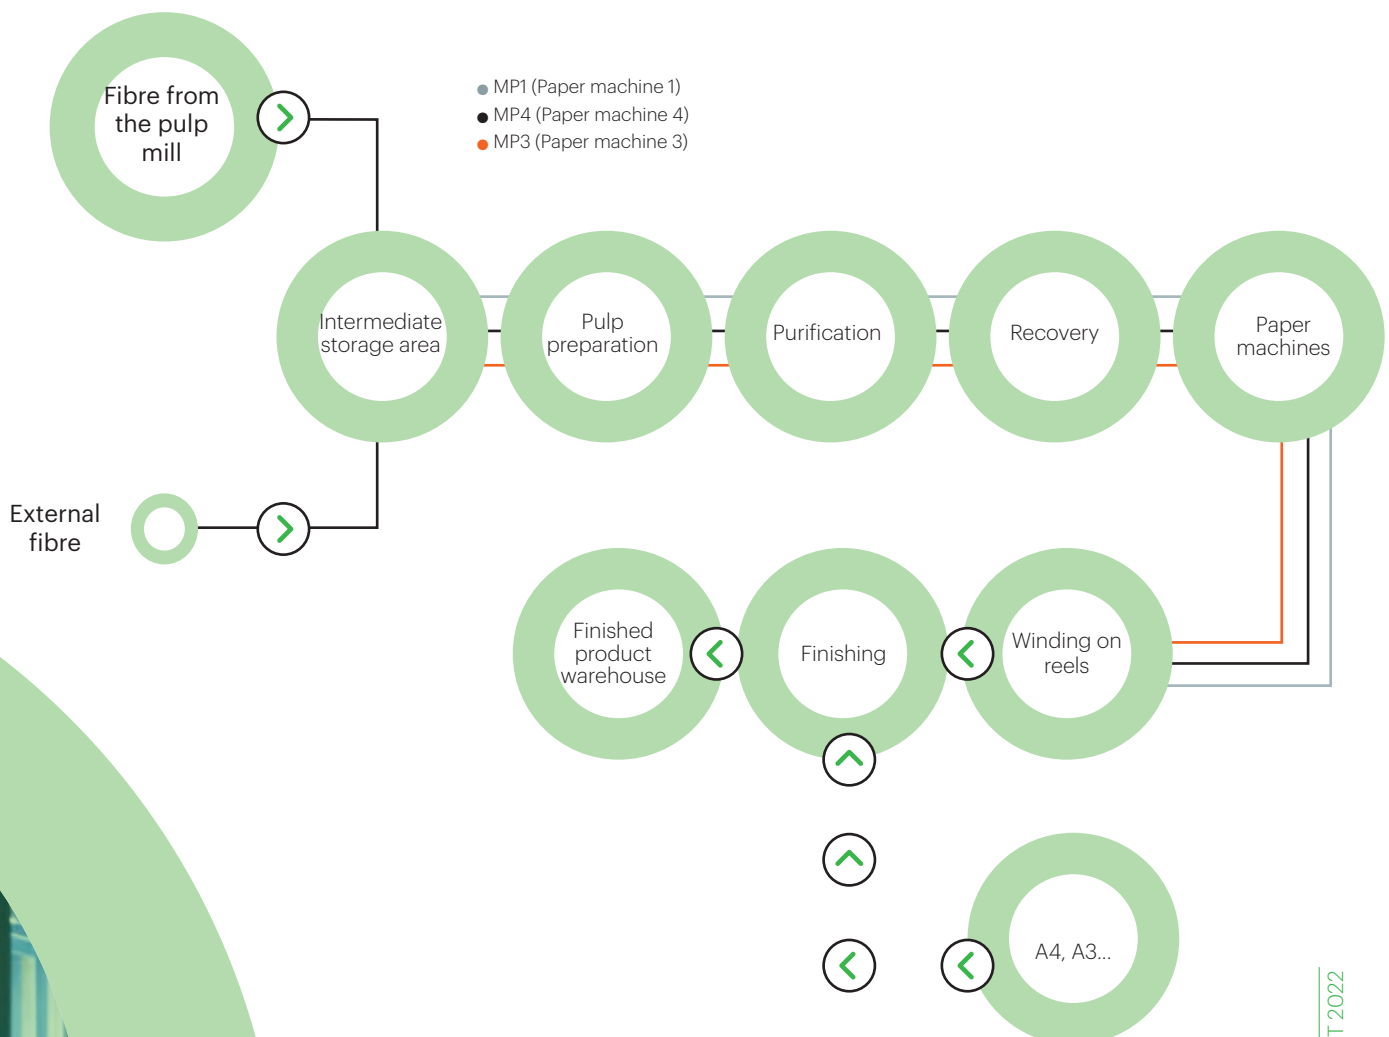 Fibre from
the pulp
mill
MP1 (Paper machine 1)
MP4 (Paper machine 4)
MP3 (Paper machine 3)
Intermediate
storage area
Pulp
preparation
Purification
Recovery
Paper
machines
External
fibre
Finished
product
warehouse
Finishing
Winding on
reels
A4, A3...
T 2022